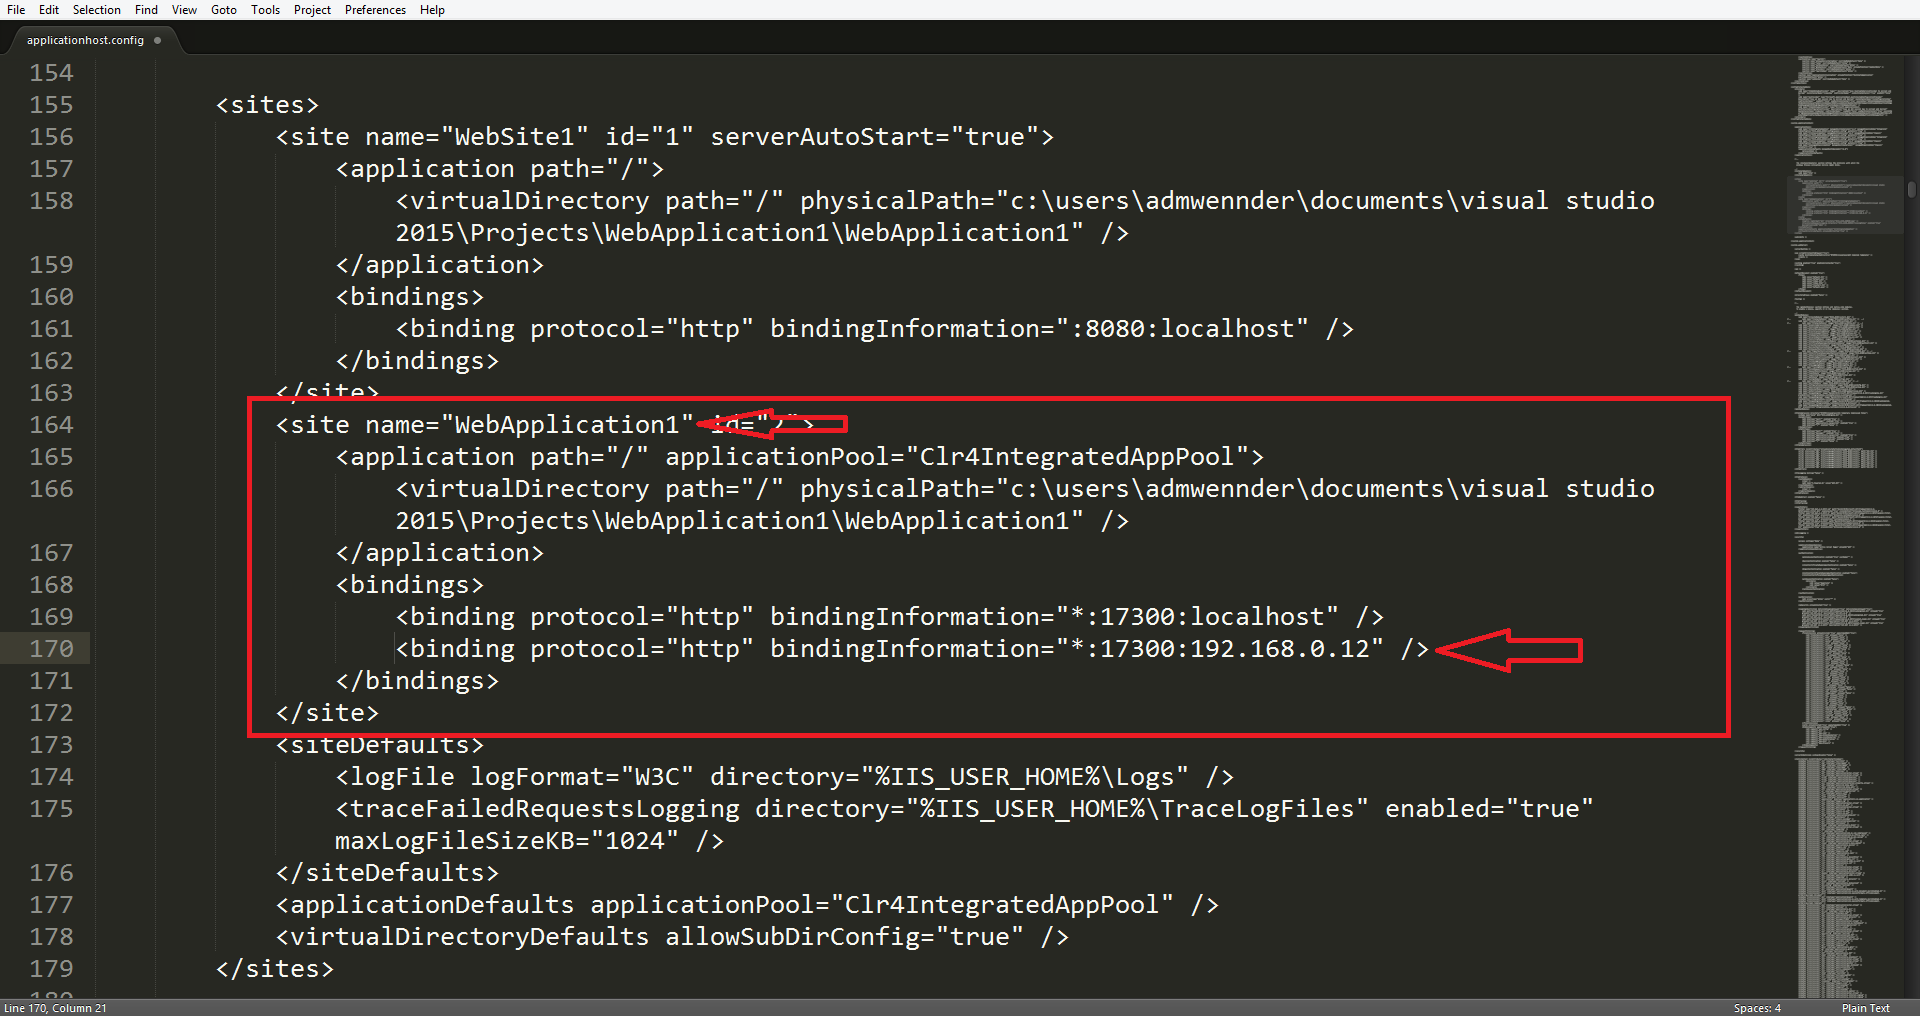 File Edit Selection Find View Goto Tools Project Preferences Help
applicationhost.config
154
155 <sites>
156 <site name="WebSite1" id="1" serverAutoStart="true">
157 <application path="/">
158 <virtualDirectory path="/" physicalPath="c:\users\admwennder\documents\visual studio
2015\Projects\WebApplication1\WebApplication1" />
159 </application>
160 <bindings>
161 <binding protocol="http" bindingInformation=":8080:localhost" />
162 </bindings>
163 </site>
164 <site name="WebApplication1" id="2">
165 <application path="/" applicationPool="Clr4IntegratedAppPool">
166 <virtualDirectory path="/" physicalPath="c:\users\admwennder\documents\visual studio
2015\Projects\WebApplication1\WebApplication1" />
167 </application>
168 <bindings>
169 <binding protocol="http" bindingInformation="*:17300:localhost" />
170 <binding protocol="http" bindingInformation="*:17300:192.168.0.12" />
171 </bindings>
172 </site>
173 <siteDefaults>
174 <logFile logFormat="W3C" directory="%IIS_USER_HOME%\Logs" />
175 <traceFailedRequestsLogging directory="%IIS_USER_HOME%\TraceLogFiles" enabled="true"
maxLogFileSizeKB="1024" />
176 </siteDefaults>
177 <applicationDefaults applicationPool="Clr4IntegratedAppPool" />
178 <virtualDirectoryDefaults allowSubDirConfig="true" />
179 </sites>
180
Line 170, Column 21 Spaces: 4 Plain Text